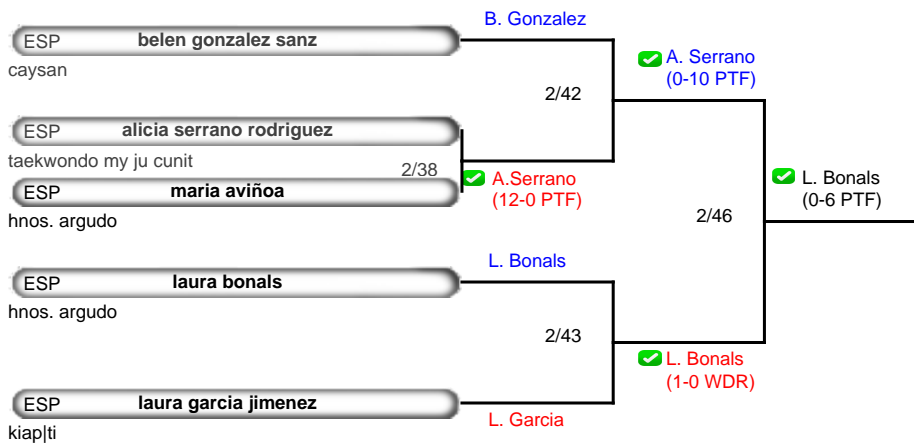 B. Gonzalez
ESP belen gonzalez sanz
caysan
A. Serrano
(0-10 PTF)
2/42
ESP alicia serrano rodriguez
taekwondo my ju cunit
2/38
A.Serrano
(12-0 PTF)
ESP maria aviñoa
hnos. argudo
L. Bonals
(0-6 PTF)
2/46
L. Bonals
ESP laura bonals
hnos. argudo
2/43
L. Bonals
(1-0 WDR)
ESP laura garcia jimenez
L. Garcia
kiap|ti